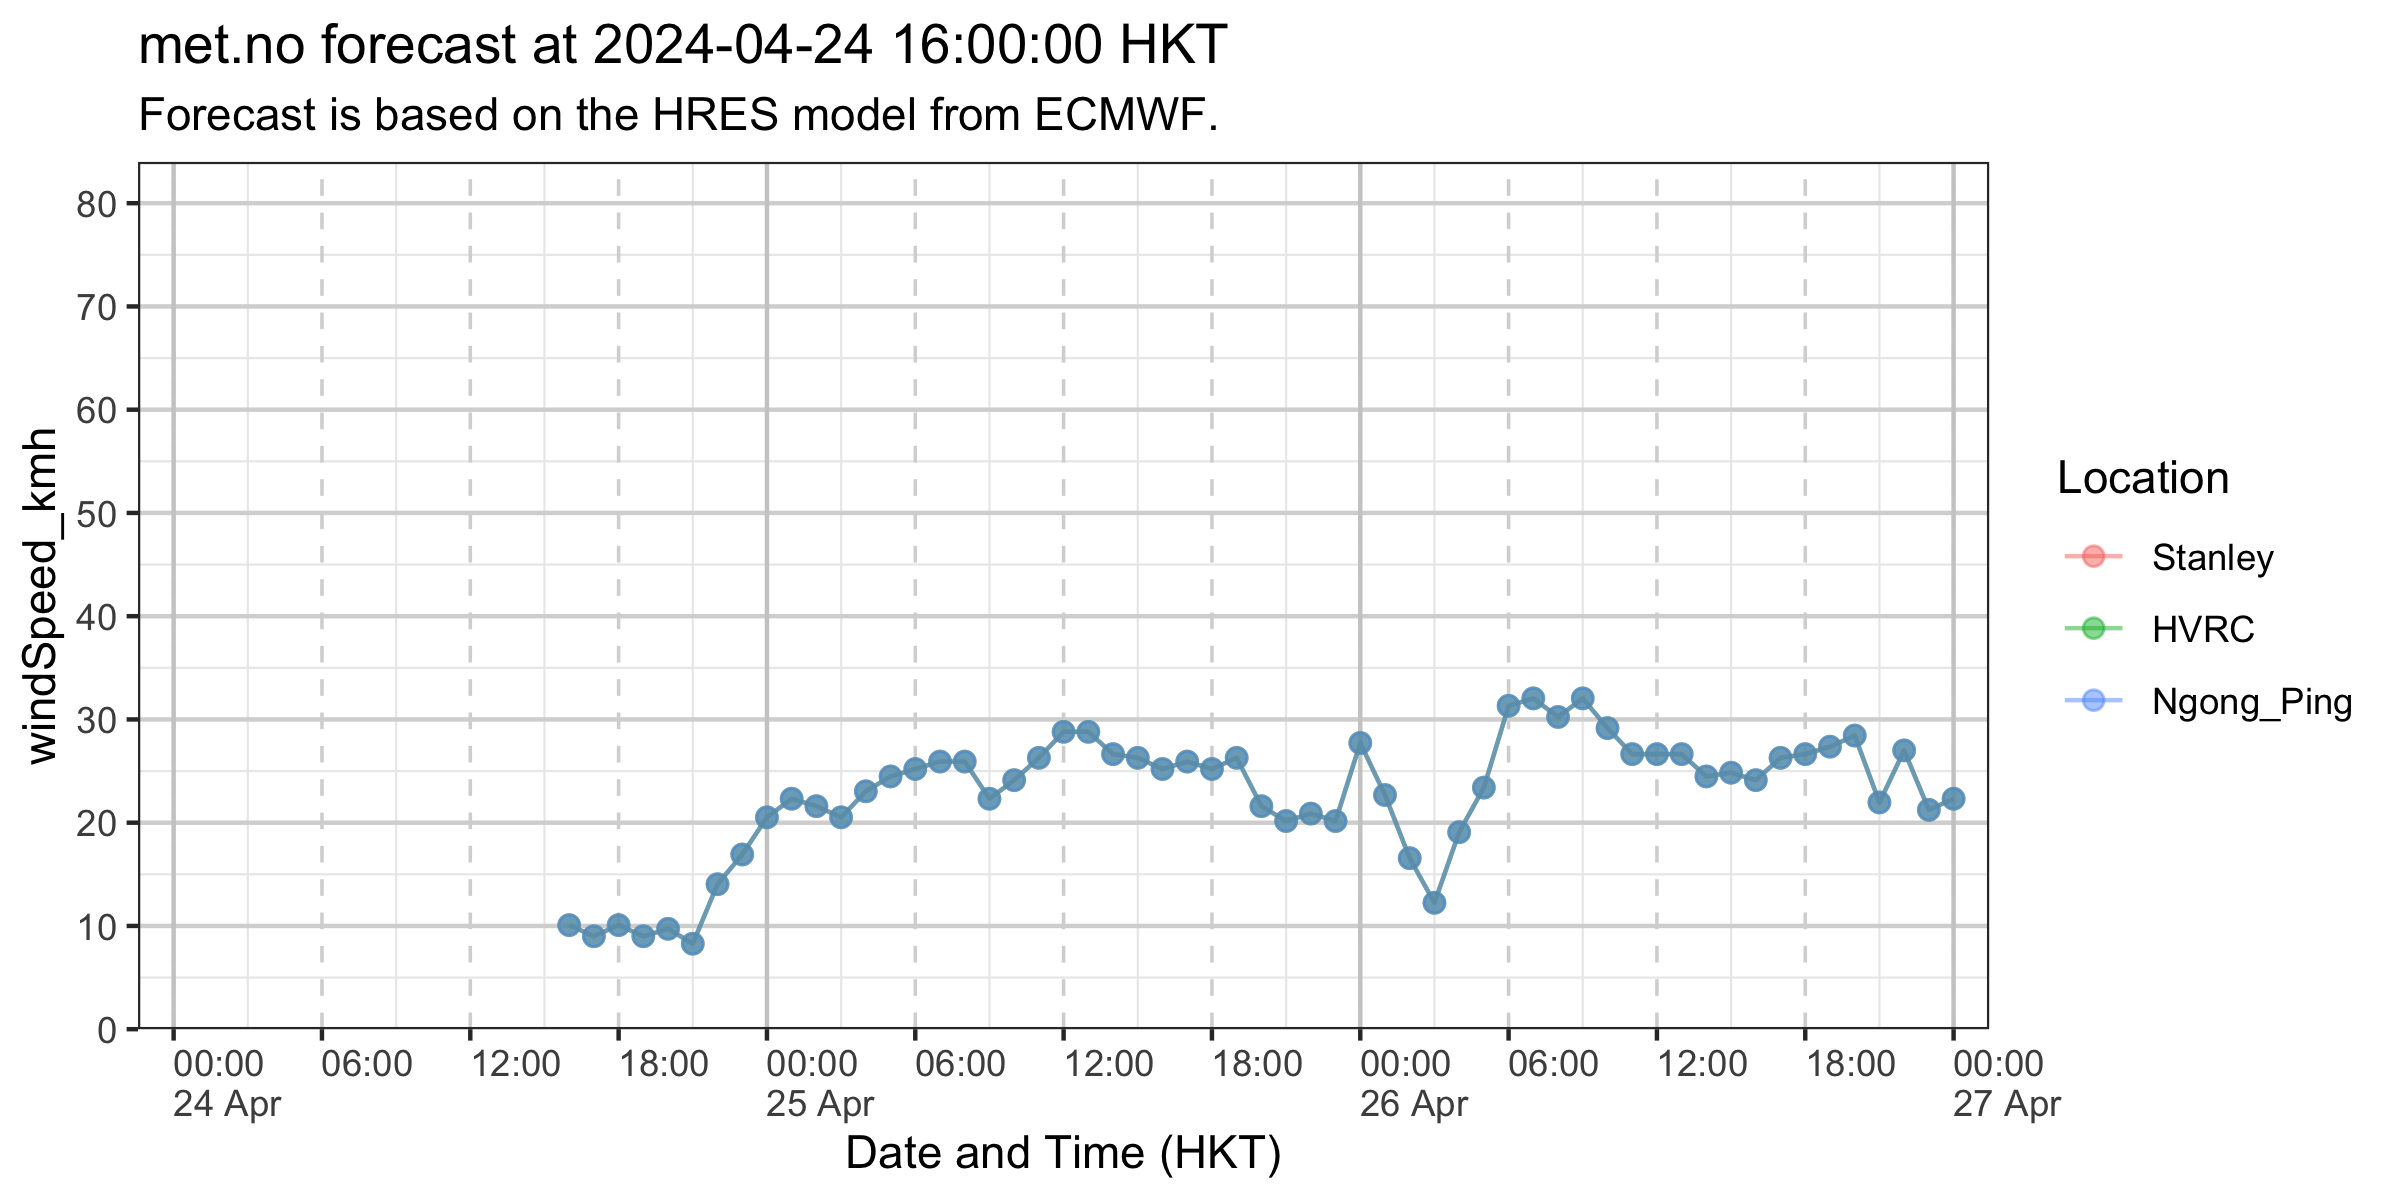 met.no forecast at 2024-04-24 16:00:00 HKT
Forecast is based on the HRES model from ECMWF.
windSpeed_kmh
80
70
60
50
40
30
20
10
0
00:00 06:00 12:00 18:00 00:00 06:00 12:00 18:00 00:00 06:00 12:00 18:00 00:00
24 Apr 25 Apr 26 Apr 27 Apr
Date and Time (HKT)
Location
Stanley
HVRC
Ngong_Ping